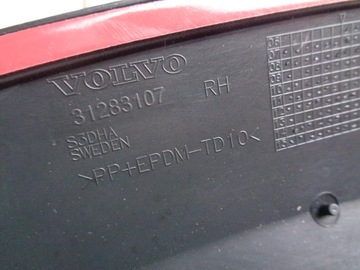 VOLVO
31283107 RH
S3DHA
SWEDEN
>PP+EPDM-TD10<